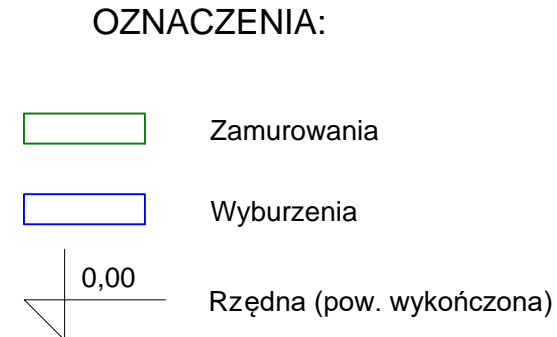 OZNACZENIA:
Zamurowania
Wyburzenia
0,00
Rzędna (pow. wykończona)